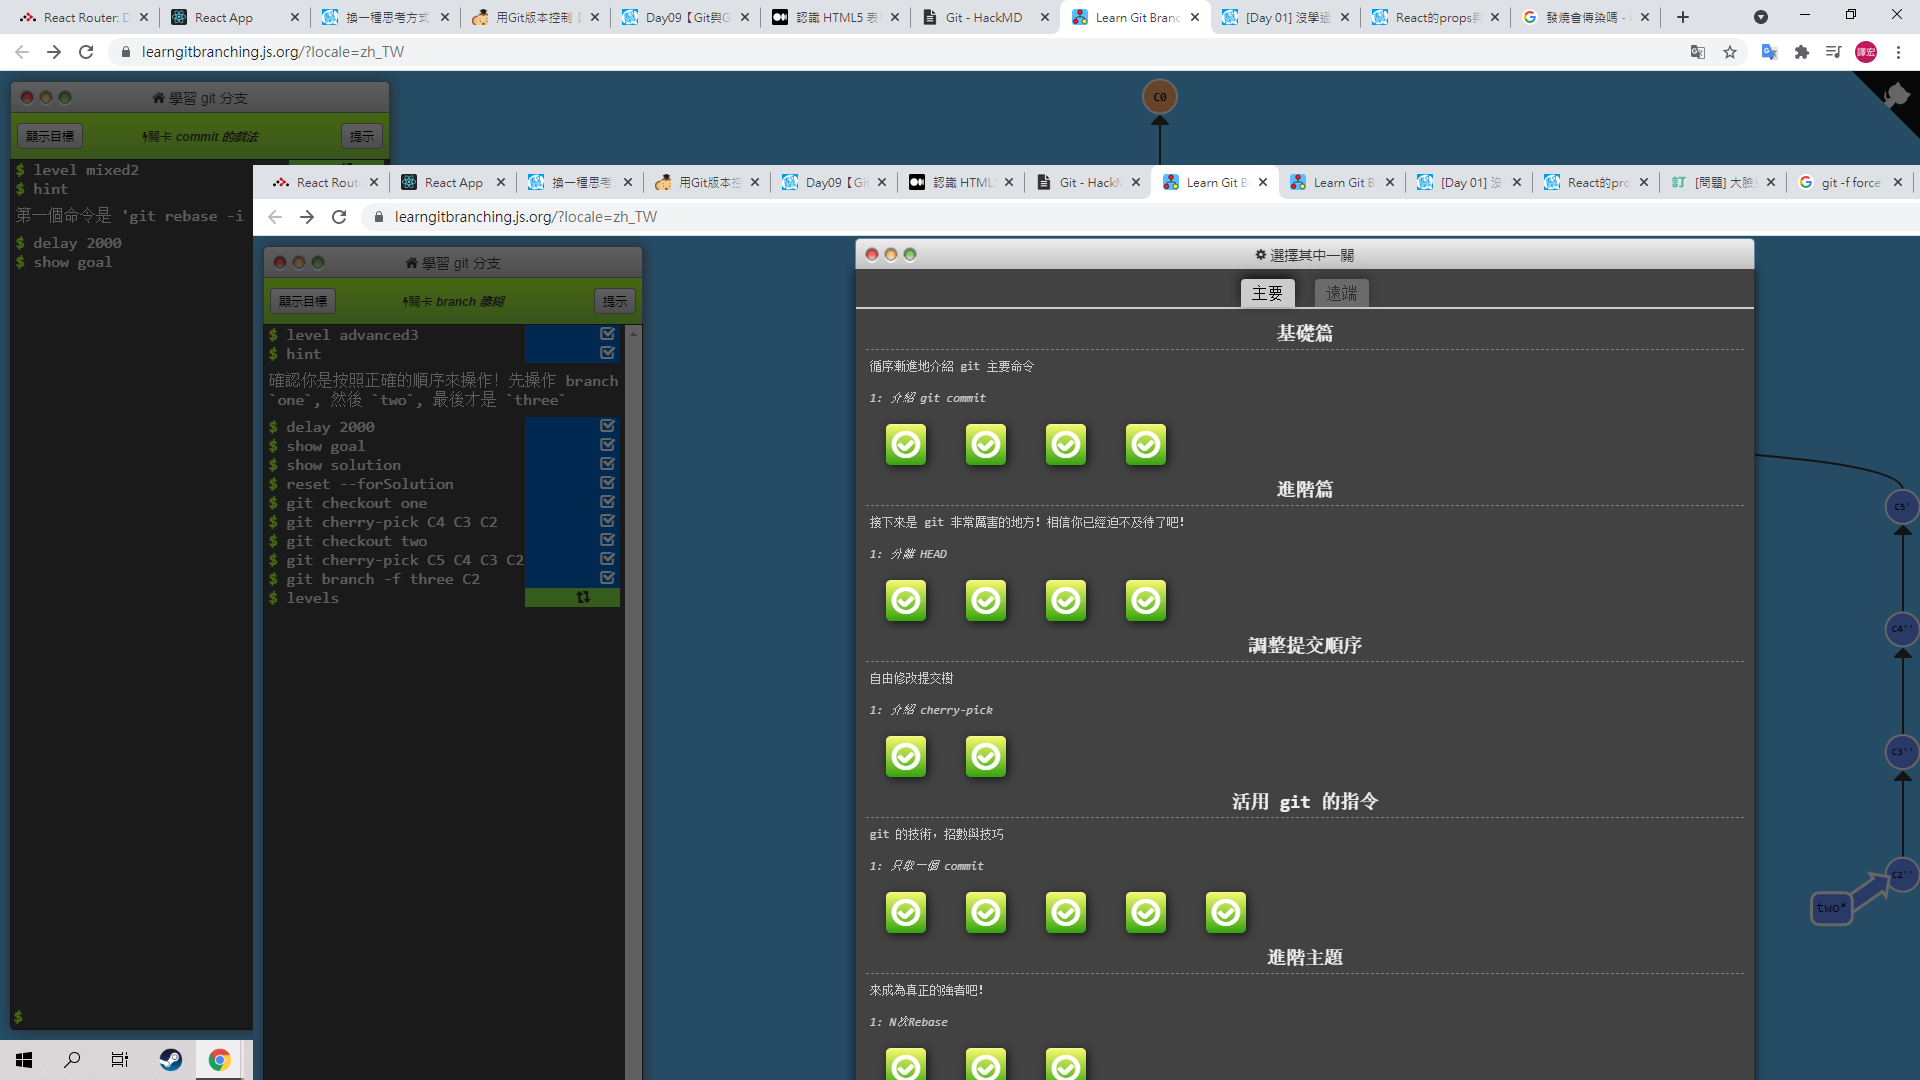 React Router: D
React App
換一種思考方式
用Git版本控制
Day09【Git與G
認識 HTML5 表
Git - HackMD
Learn Git Branc
[Day 01] 沒學過
React的props與
發燒會傳染嗎 -
learngitbranching.js.org/?locale=zh_TW
譯宏
學習 git 分支
顯示目標
關卡 commit 的戲法
提示
$ level mixed2
$ hint
第一個命令是 'git rebase -i
$ delay 2000
$ show goal
$
C0
React Rout
React App
換一種思考
用Git版本控
Day09【Git
認識 HTML
Git - HackM
Learn Git B
Learn Git B
[Day 01] 沒
React的pro
[問題] 大臉
git -f force
learngitbranching.js.org/?locale=zh_TW
學習 git 分支
顯示目標
關卡 branch 漿糊
提示
$ level advanced3
$ hint
確認你是按照正確的順序來操作! 先操作 branch
`one`, 然後 `two`, 最後才是 `three`
$ delay 2000
$ show goal
$ show solution
$ reset --forSolution
$ git checkout one
$ git cherry-pick C4 C3 C2
$ git checkout two
$ git cherry-pick C5 C4 C3 C2
$ git branch -f three C2
$ levels
選擇其中一關
主要
遠端
基礎篇
循序漸進地介紹 git 主要命令
1: 介紹 git commit
進階篇
接下來是 git 非常厲害的地方! 相信你已經迫不及待了吧!
1: 分離 HEAD
調整提交順序
自由修改提交樹
1: 介紹 cherry-pick
活用 git 的指令
git 的技術，招數與技巧
1: 只取一個 commit
進階主題
來成為真正的強者吧!
1: N次Rebase
C5'
C4''
C3''
C2''
two*